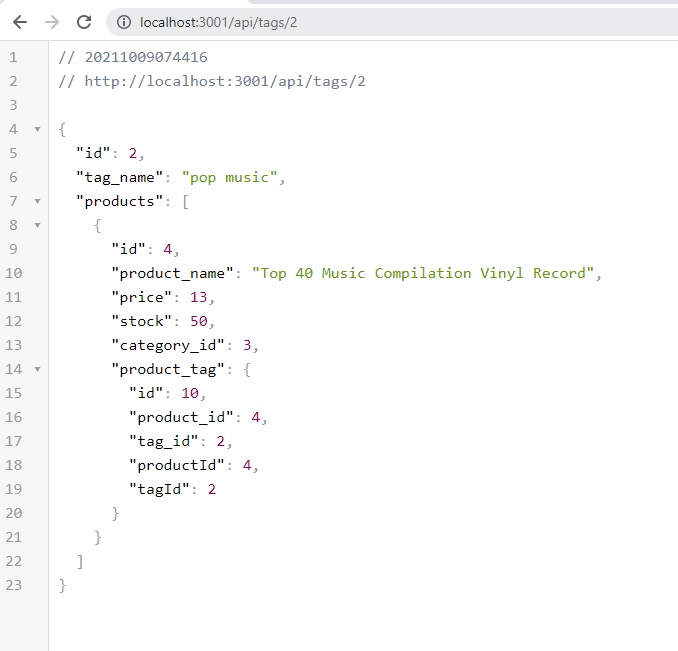 localhost:3001/api/tags/2
1 // 20211009074416
2 // http://localhost:3001/api/tags/2
3
4 {
5 "id": 2,
6 "tag_name": "pop music",
7 "products": [
8 {
9 "id": 4,
10 "product_name": "Top 40 Music Compilation Vinyl Record",
11 "price": 13,
12 "stock": 50,
13 "category_id": 3,
14 "product_tag": {
15 "id": 10,
16 "product_id": 4,
17 "tag_id": 2,
18 "productId": 4,
19 "tagId": 2
20 }
21 }
22 ]
23 }